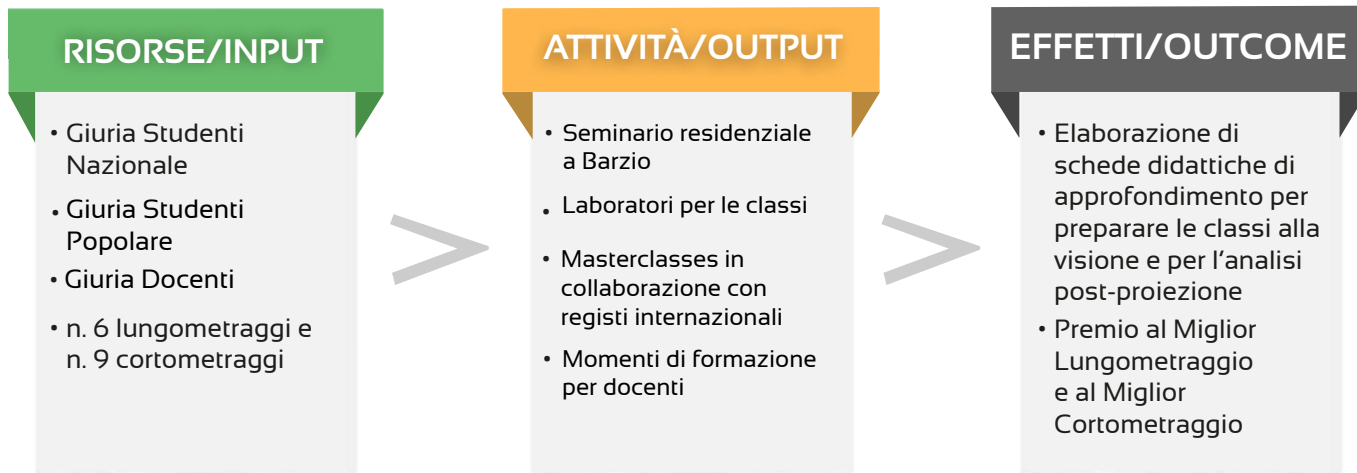 RISORSE/INPUT
• Giuria Studenti
Nazionale
• Giuria Studenti
Popolare
• Giuria Docenti
• n. 6 lungometraggi e
n. 9 cortometraggi
>
ATTIVITÀ/OUTPUT
• Seminario residenziale
a Barzio
• Laboratori per le classi
• Masterclasses in
collaborazione con
registi internazionali
• Momenti di formazione
per docenti
>
EFFETTI/OUTCOME
• Elaborazione di
schede didattiche di
approfondimento per
preparare le classi alla
visione e per l'analisi
post-proiezione
• Premio al Miglior
Lungometraggio
e al Miglior
Cortometraggio